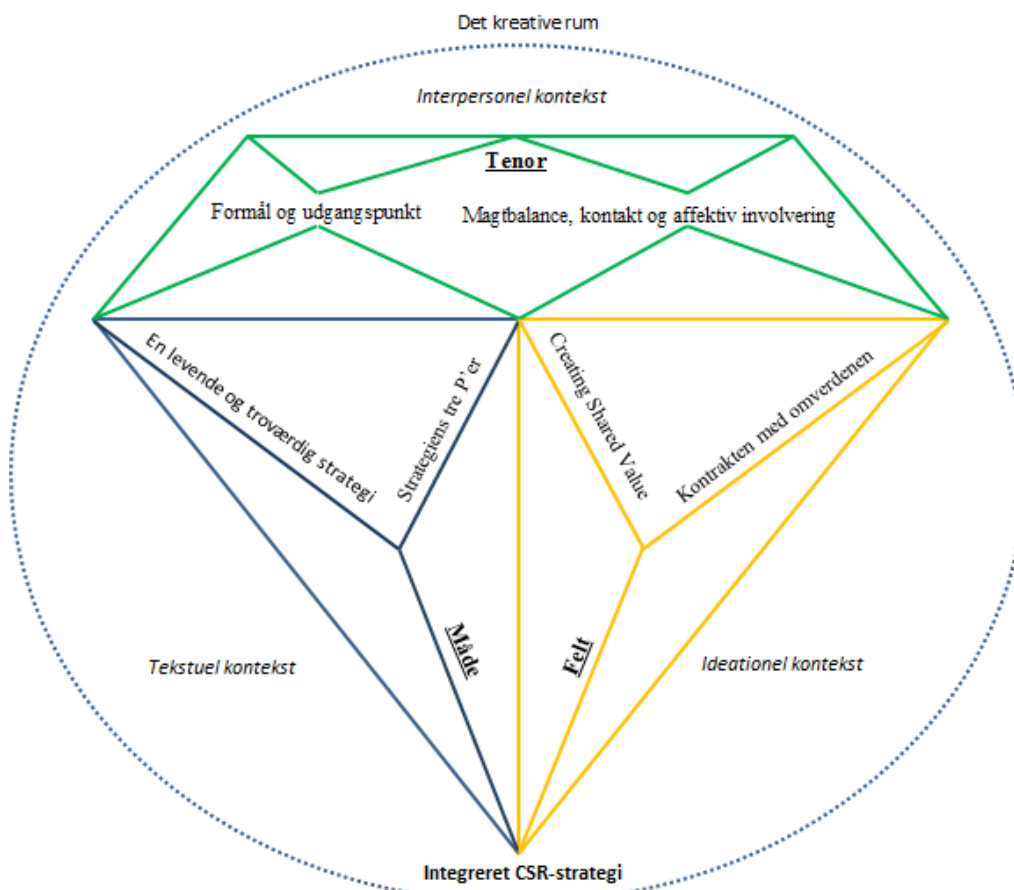 Det kreative rum
Interpersonel kontekst
Tenor
Formål og udgangspunkt
Magtbalance, kontakt og affektiv involvering
En levende og troværdig strategi
Strategiens tre P'er
Creating Shared Value
Kontrakten med omverdenen
Måde
Felt
Tekstuel kontekst
Ideationel kontekst
Integreret CSR-strategi